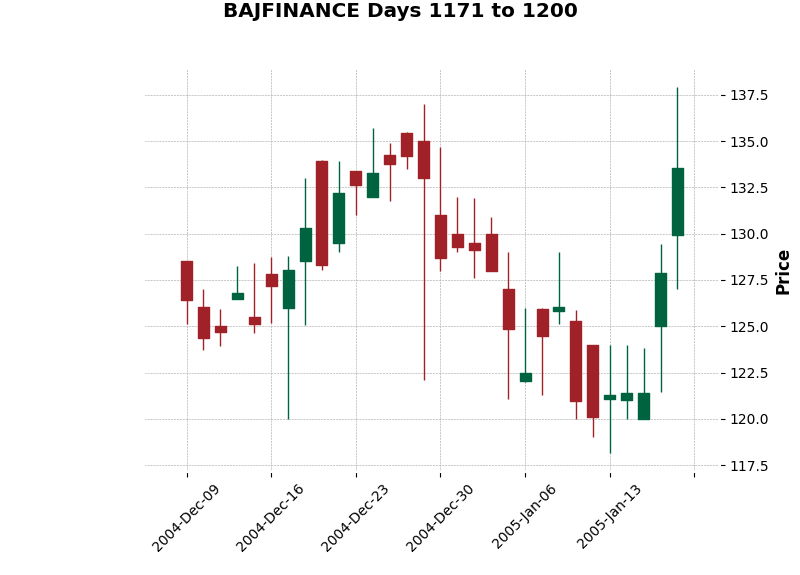 BAJFINANCE Days 1171 to 1200
137.5
135.0
132.5
130.0
127.5
125.0
122.5
120.0
117.5
Price
2004-Dec-09
2004-Dec-16
2004-Dec-23
2004-Dec-30
2005-Jan-06
2005-Jan-13